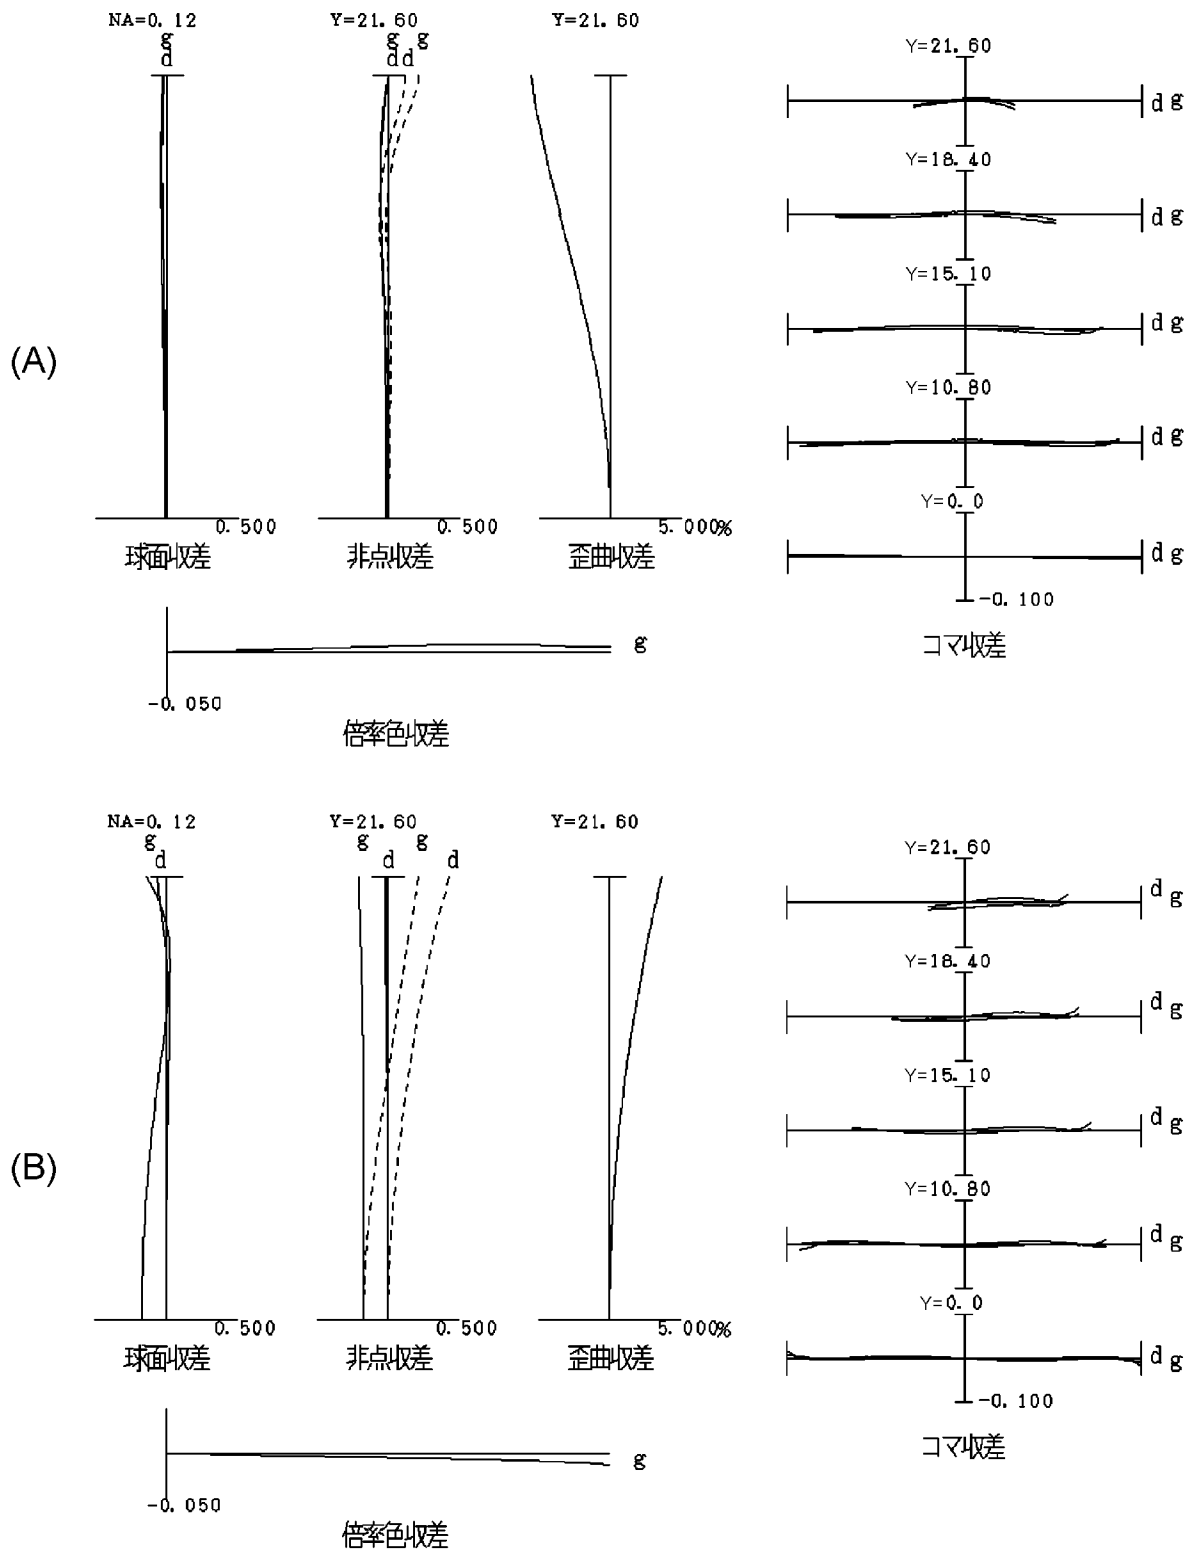 NA=0.12
g
d
Y=21.60
g g
d d
Y=21.60
0.500
球面収差
0.500
非点収差
5.000%
歪曲収差
(A)
Y=21.60
d g
Y=18.40
d g
Y=15.10
d g
Y=10.80
d g
Y=0.0
d g
-0.100
コマ収差
g
-0.050
倍率色収差
NA=0.12
g
d
Y=21.60
g g
d d
Y=21.60
0.500
球面収差
0.500
非点収差
5.000%
歪曲収差
(B)
Y=21.60
d g
Y=18.40
d g
Y=15.10
d g
Y=10.80
d g
Y=0.0
d g
-0.100
コマ収差
g
-0.050
倍率色収差